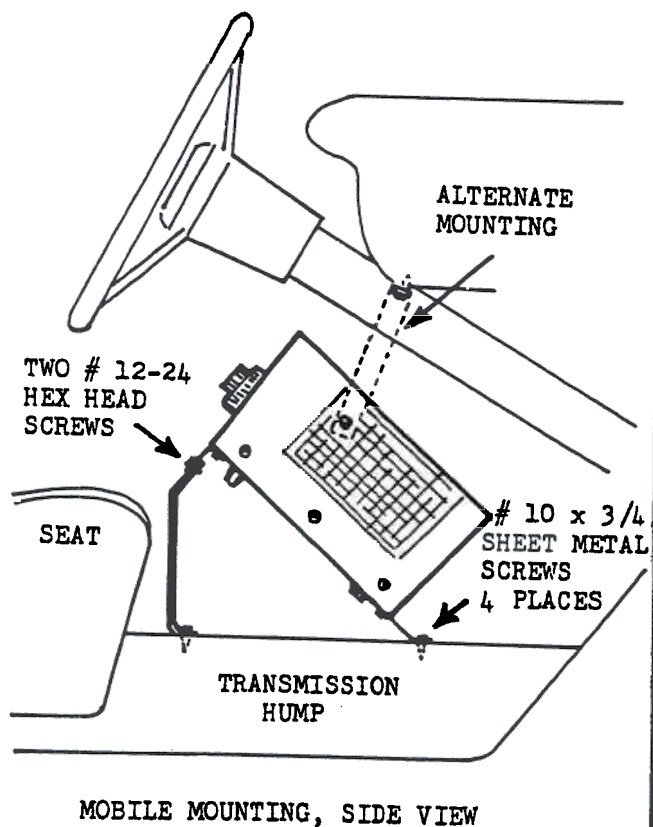 ALTERNATE
MOUNTING
TWO # 12-24
HEX HEAD
SCREWS
SEAT
# 10 x 3/4
SHEET METAL
SCREWS
4 PLACES
TRANSMISSION
HUMP
MOBILE MOUNTING, SIDE VIEW